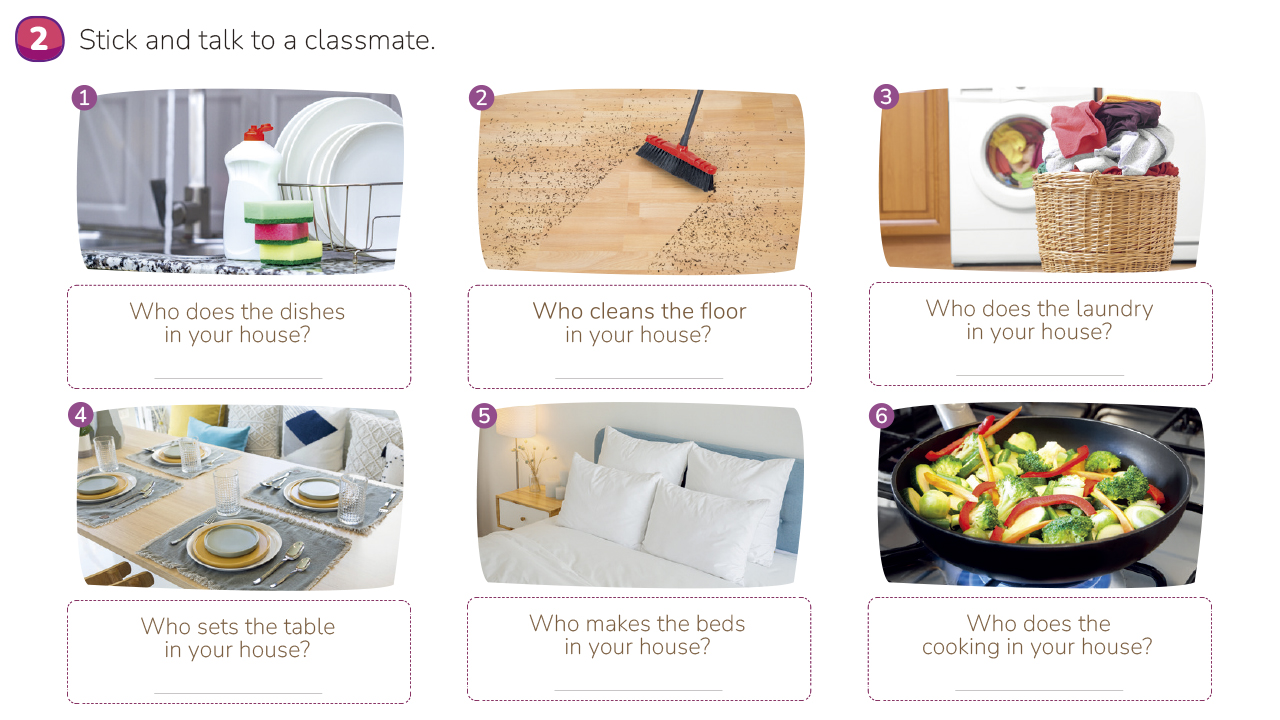 2 Stick and talk to a classmate.
1
Who does the dishes
in your house?
2
Who cleans the floor
in your house?
3
Who does the laundry
in your house?
4
Who sets the table
in your house?
5
Who makes the beds
in your house?
6
Who does the
cooking in your house?